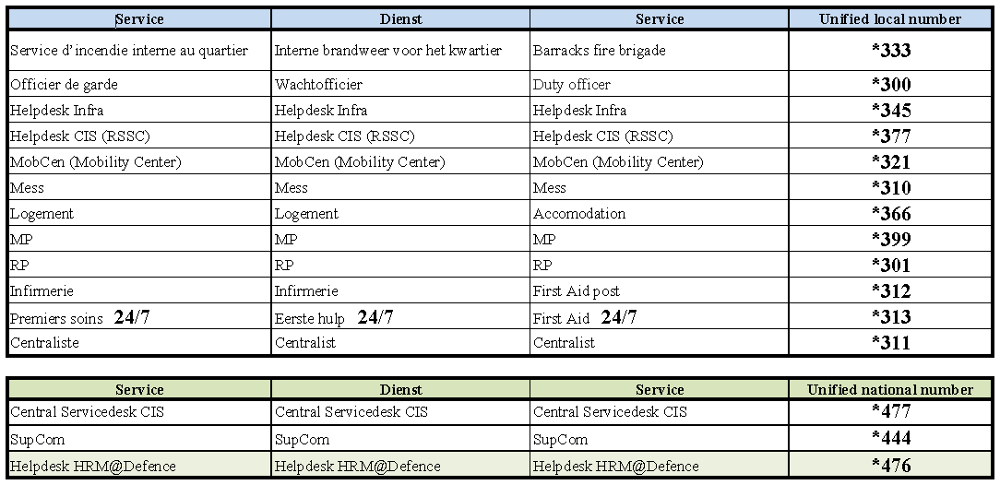 Service Dienst Service Unified local number
Service d'incendie interne au quartier Interne brandweer voor het kwartier Barracks fire brigade *333
Officier de garde Wachtofficier Duty officer *300
Helpdesk Infra Helpdesk Infra Helpdesk Infra *345
Helpdesk CIS (RSSC) Helpdesk CIS (RSSC) Helpdesk CIS (RSSC) *377
MobCen (Mobility Center) MobCen (Mobility Center) MobCen (Mobility Center) *321
Mess Mess Mess *310
Logement Logement Accomodation *366
MP MP MP *399
RP RP RP *301
Infirmerie Infirmerie First Aid post *312
Premiers soins 24/7 Eerste hulp 24/7 First Aid 24/7 *313
Centraliste Centralist Centralist *311
Service Dienst Service Unified national number
Central Servicedesk CIS Central Servicedesk CIS Central Servicedesk CIS *477
SupCom SupCom SupCom *444
Helpdesk HRM@Defence Helpdesk HRM@Defence Helpdesk HRM@Defence *476